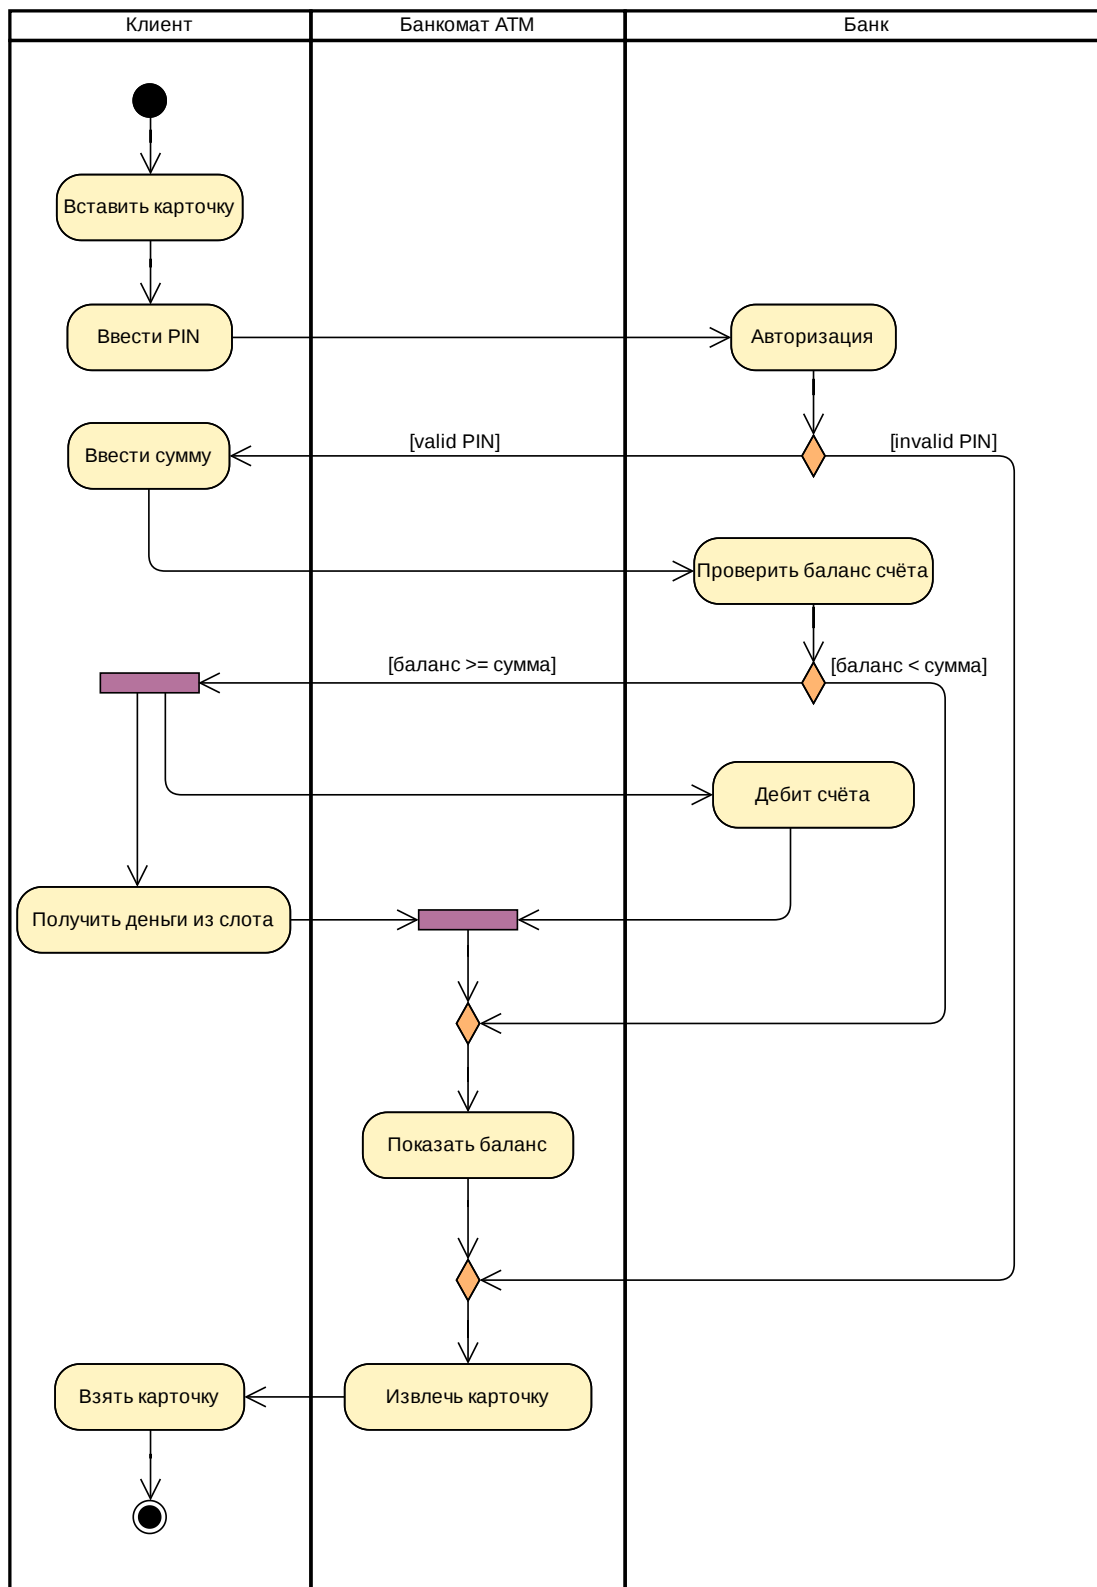 Клиент
Банкомат ATM
Банк
Вставить карточку
Ввести PIN
Авторизация
[valid PIN]
[invalid PIN]
Ввести сумму
Проверить баланс счёта
[баланс >= сумма]
[баланс < сумма]
Дебит счёта
Получить деньги из слота
Показать баланс
Взять карточку
Извлечь карточку